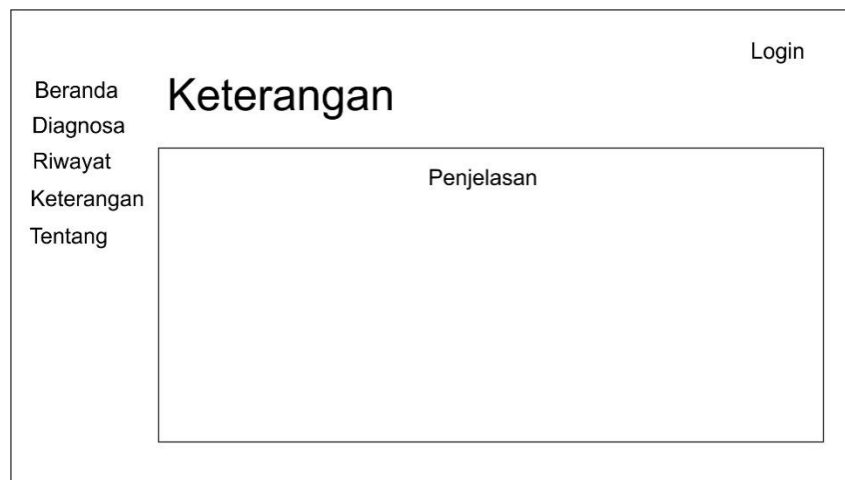 Login
Beranda
Diagnosa
Riwayat
Keterangan
Tentang
Keterangan
Penjelasan